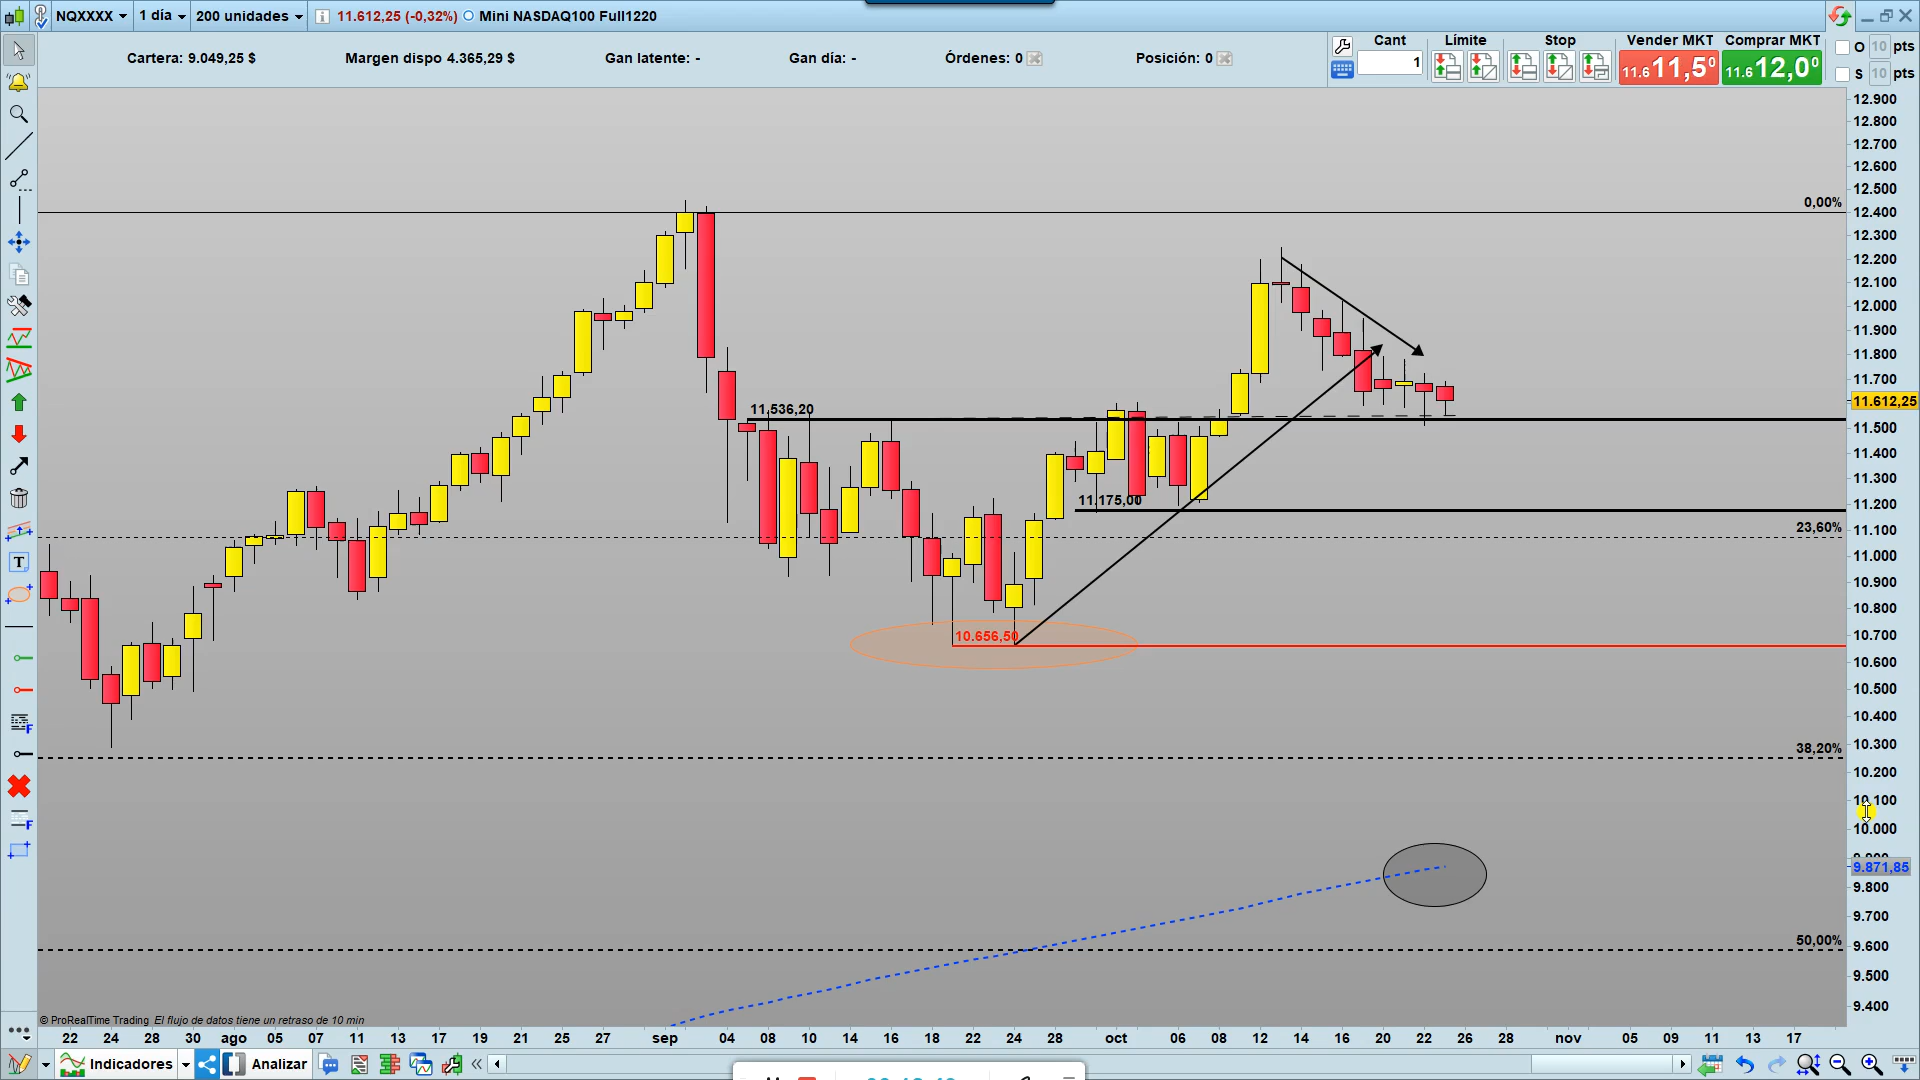 NQXXXX
1 día
200 unidades
11.612,25 (-0,32%)
Mini NASDAQ100 Full1220
Cartera: 9.049,25 $
Margen dispo 4.365,29 $
Gan latente: -
Gan día: -
Órdenes: 0
Posición: 0
Cant
1
Límite
Stop
Vender MKT
Comprar MKT
11.6 11,5 0
11.6 12,0 0
O 10 pts
S 10 pts
12.900
12.800
12.700
12.600
12.500
0,00%
12.400
12.300
12.200
12.100
12.000
11.900
11.800
11.700
11.612,25
11.536,20
11.500
11.400
11.300
11.175,00
11.200
23,60%
11.100
11.000
10.900
10.800
10.656,50
10.700
10.600
10.500
10.400
38,20%
10.300
10.200
10.100
10.000
9.871,85
9.800
9.700
50,00%
9.600
9.500
9.400
© ProRealTime Trading El flujo de datos tiene un retraso de 10 min
22 24 28 30 ago 05 07 11 13 17 19 21 25 27 sep 04 08 10 14 16 18 22 24 28 oct 06 08 12 14 16 20 22 26 28 nov 05 09 11 13 17
Indicadores
Analizar